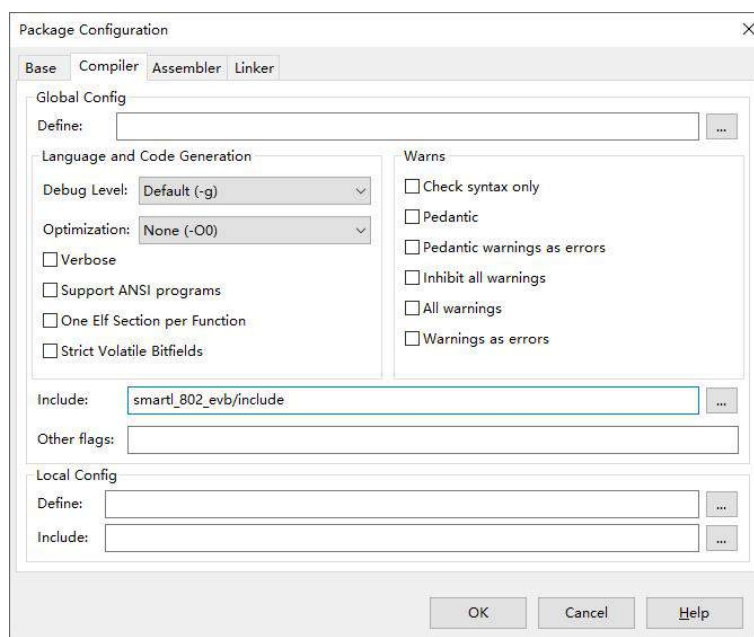 Package Configuration
Base Compiler Assembler Linker
Global Config
Define:
...
Language and Code Generation
Debug Level: Default (-g)
Optimization: None (-O0)
Verbose
Support ANSI programs
One Elf Section per Function
Strict Volatile Bitfields
Warns
Check syntax only
Pedantic
Pedantic warnings as errors
Inhibit all warnings
All warnings
Warnings as errors
Include: smartl_802_evb/include ...
Other flags:
Local Config
Define: ...
Include: ...
OK Cancel Help